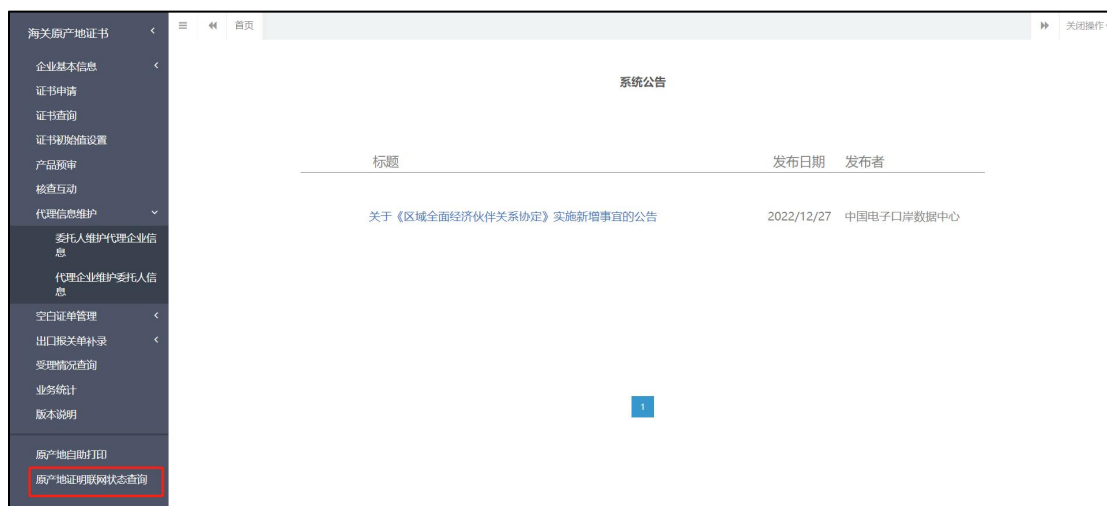 海关原产地证书
首页
关闭操作
企业基本信息
证书申请
证书查询
证书初始值设置
产品预审
核查互动
代理信息维护
委托人维护代理企业信
息
代理企业维护委托人信
息
空白证单管理
出口报关单补录
受理情况查询
业务统计
版本说明
原产地自助打印
原产地证明联网状态查询
系统公告
标题 发布日期 发布者
关于《区域全面经济伙伴关系协定》实施新增事宜的公告 2022/12/27 中国电子口岸数据中心
1